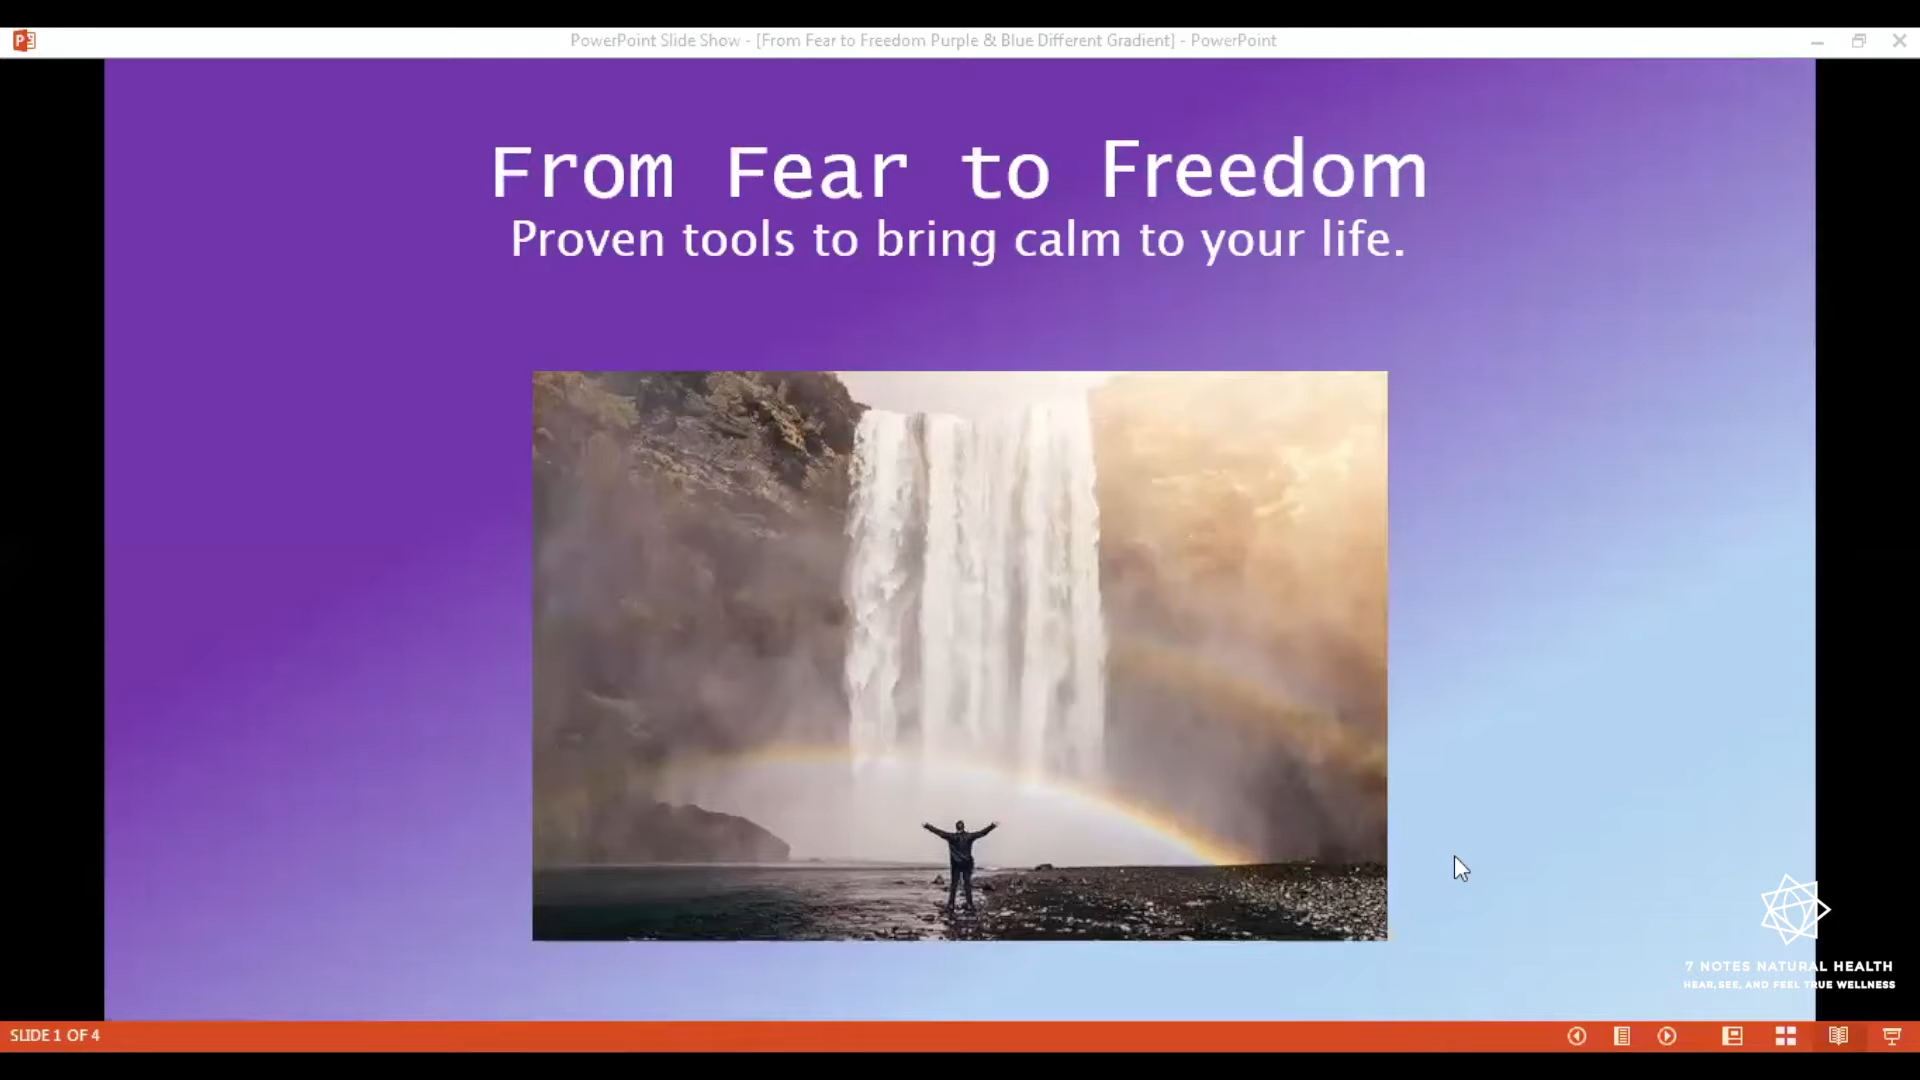 PowerPoint Slide Show - [From Fear to Freedom Purple & Blue Different Gradient] - PowerPoint
From Fear to Freedom
Proven tools to bring calm to your life.
7 NOTES NATURAL HEALTH
HEAR, SEE, AND FEEL TRUE WELLNESS
SLIDE 1 OF 4